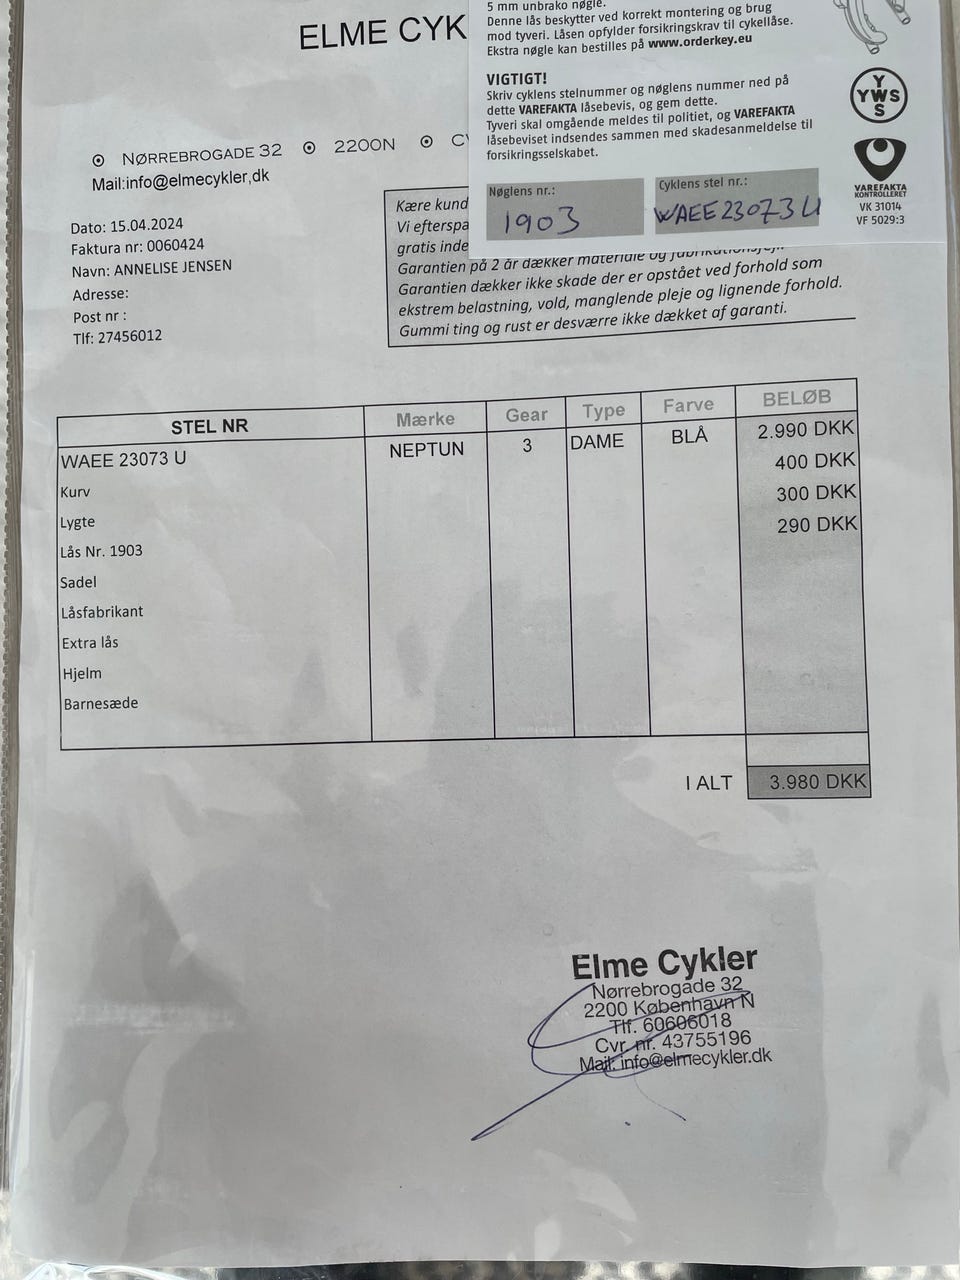 ELME CYK
5 mm unbrako nøgle.
Denne lås beskytter ved korrekt montering og brug
mod tyveri. Låsen opfylder forsikringskrav til cykellåse.
Ekstra nøgle kan bestilles på www.orderkey.eu
VIGTIGT!
Skriv cyklens stelnummer og nøglens nummer ned på
dette VAREFAKTA låsebevis, og gem dette.
Tyveri skal omgående meldes til politiet, og VAREFAKTA
låsebeviset indsendes sammen med skadesanmeldelse til
forsikringsselskabet.
Nøglens nr.:
1903
Cyklens stel nr.:
WAEE23073U
Y
YWS
S
VAREFAKTA
KONTROLLERET
VK 31014
VF 5029:3
NØRREBROGADE 32 2200N CY
Mail:info@elmecykler,dk
Dato: 15.04.2024
Faktura nr: 0060424
Navn: ANNELISE JENSEN
Adresse:
Post nr :
Tlf: 27456012
Kære kund
Vi efterspa
gratis inde
Garantien på 2 år dækker materiale og fabrikationsfejl.
Garantien dækker ikke skade der er opstået ved forhold som
ekstrem belastning, vold, manglende pleje og lignende forhold.
Gummi ting og rust er desværre ikke dækket af garanti.
STEL NR Mærke Gear Type Farve BELØB
WAEE 23073 U NEPTUN 3 DAME BLÅ 2.990 DKK
Kurv 400 DKK
Lygte 300 DKK
Lås Nr. 1903 290 DKK
Sadel
Låsfabrikant
Extra lås
Hjelm
Barnesæde
I ALT 3.980 DKK
Elme Cykler
Nørrebrogade 32
2200 København N
Tlf. 60606018
Cvr. nr. 43755196
Mail: info@elmecykler.dk